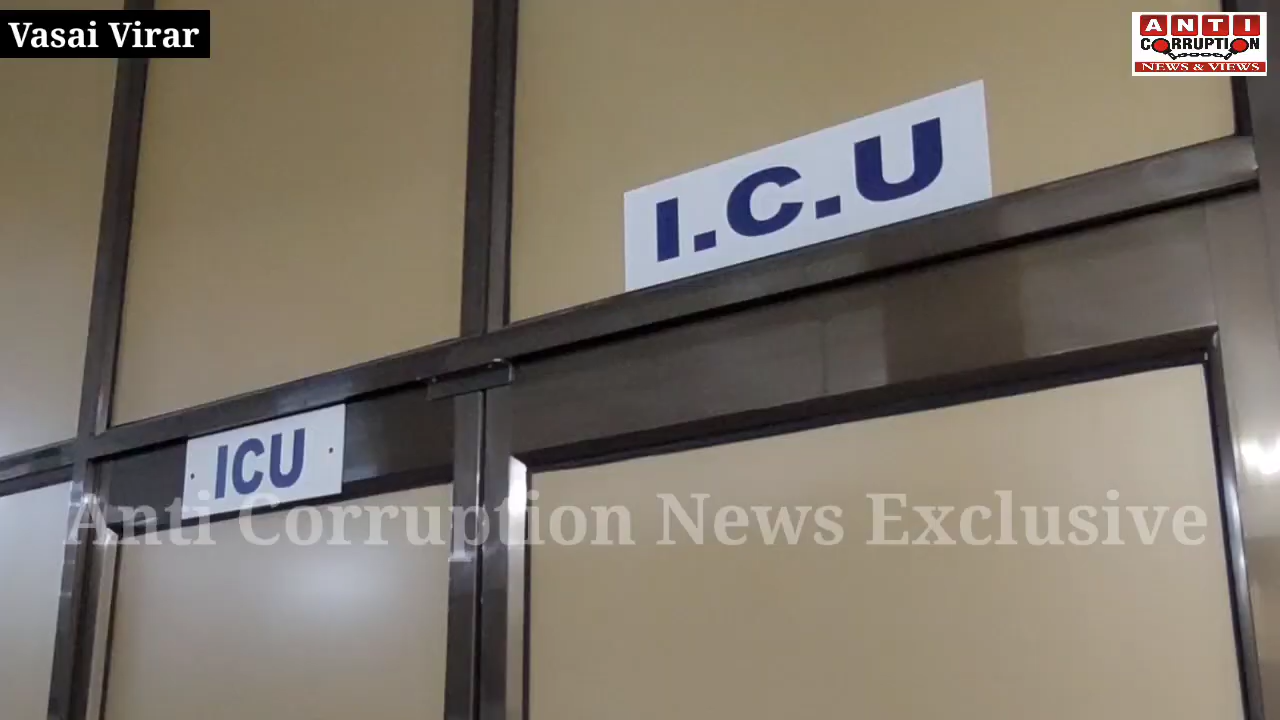 Vasai Virar
ANTI
CORRUPTION
NEWS & VIEWS
I.C.U
ICU
Anti Corruption News Exclusive